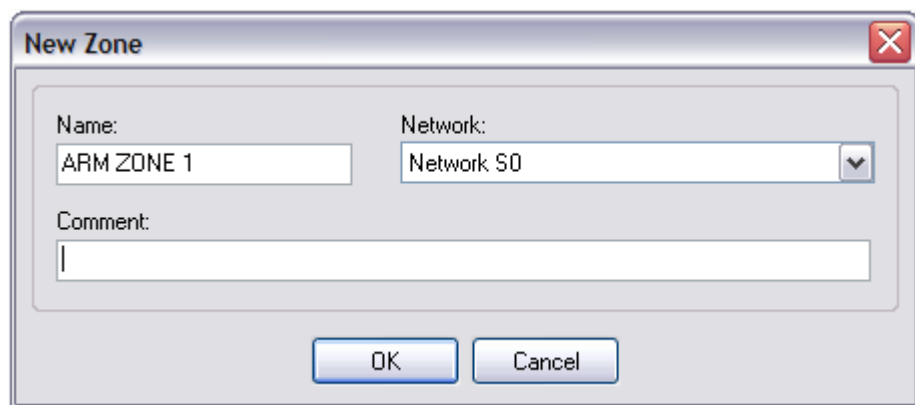 New Zone
Name:
Network:
ARM ZONE 1
Network S0
Comment:
OK
Cancel